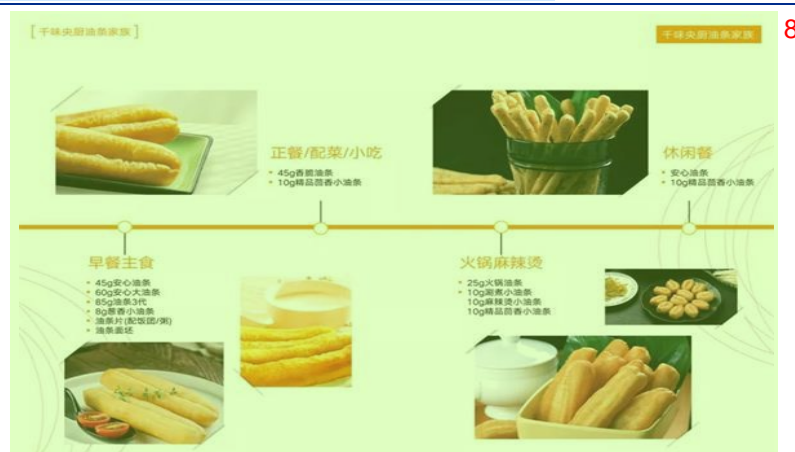 [千味央厨油条家族]
千味央厨油条家族
8
正餐/配菜/小吃
• 45g香脆油条
• 10g精品茴香小油条
休闲餐
• 安心油条
• 10g精品茴香小油条
早餐主食
• 45g安心油条
• 60g安心大油条
• 85g油条3代
• 8g葱香小油条
• 油条片(配饭团/粥)
• 油条面坯
火锅麻辣烫
• 25g火锅油条
• 10g涮煮小油条
10g麻辣烫小油条
10g精品茴香小油条